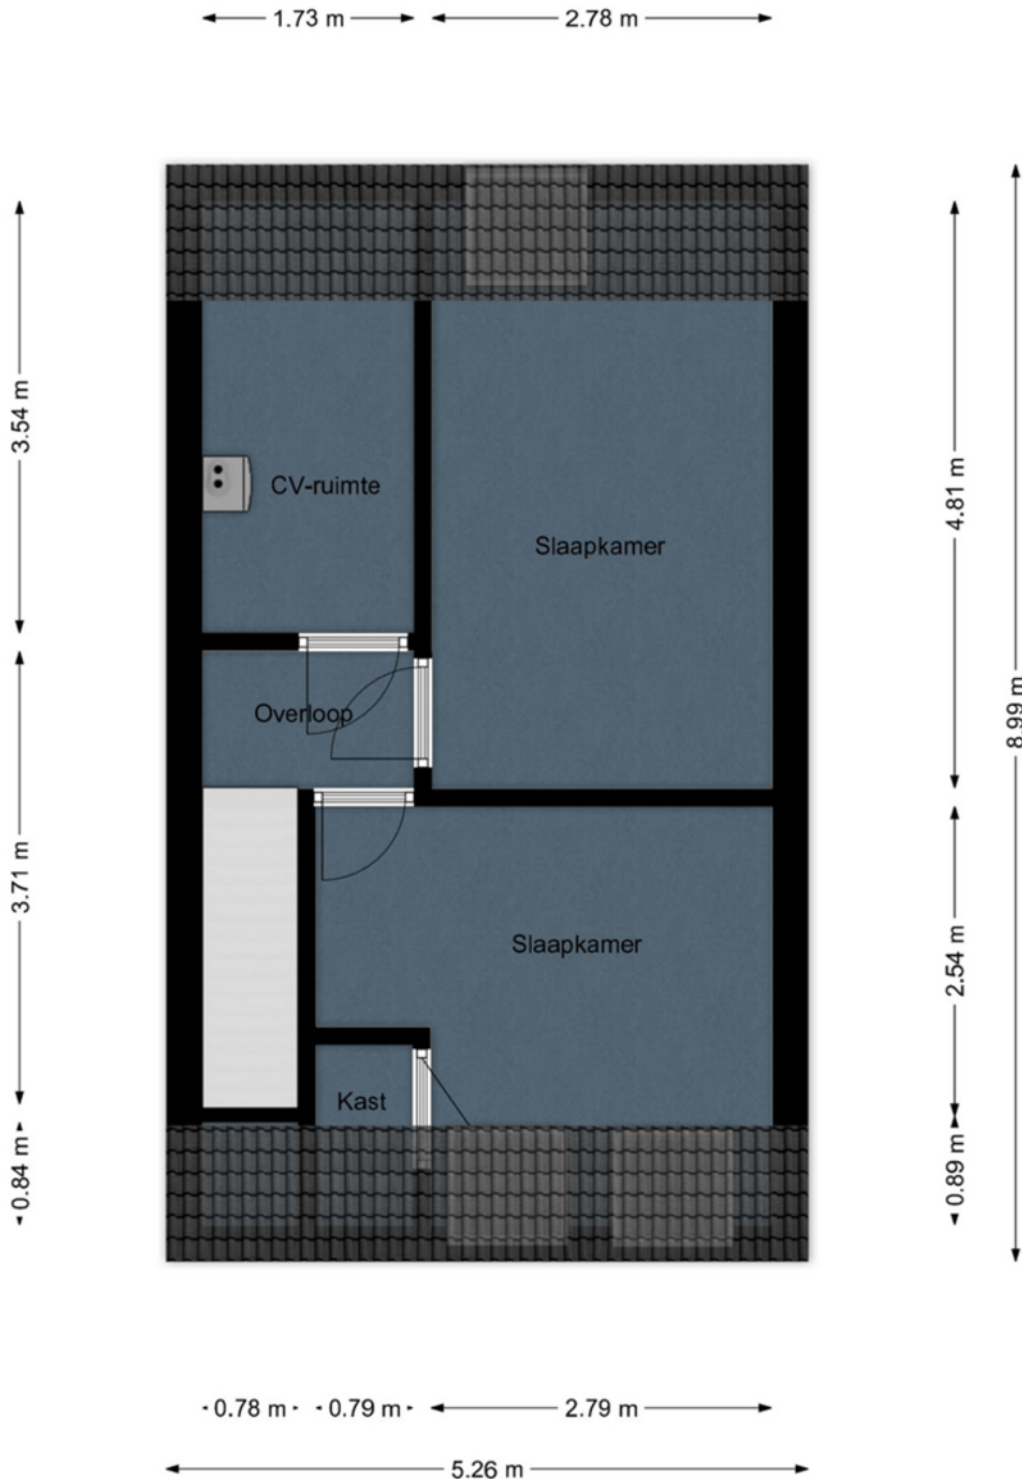 1.73 m
2.78 m
3.54 m
4.81 m
CV-ruimte
Slaapkamer
8.99 m
Overloop
3.71 m
2.54 m
Slaapkamer
Kast
0.84 m
0.89 m
0.78 m
0.79 m
2.79 m
5.26 m